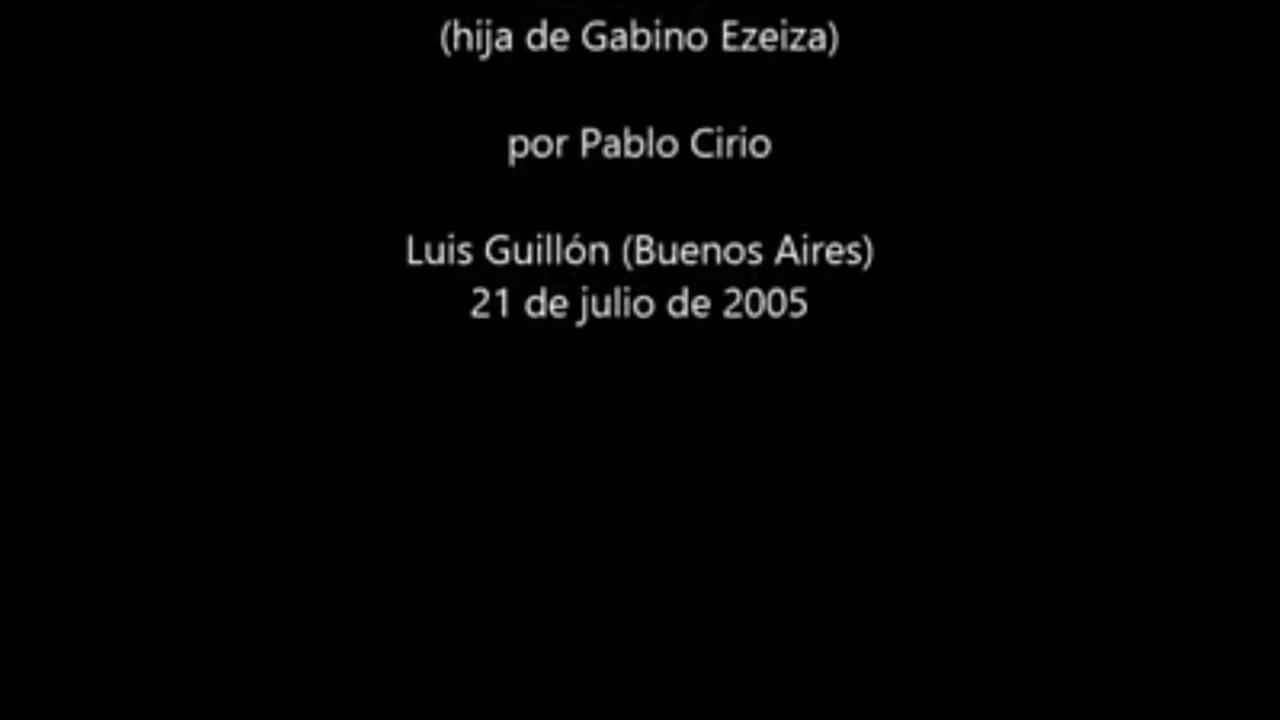 (hija de Gabino Ezeiza)
por Pablo Cirio
Luis Guillón (Buenos Aires)
21 de julio de 2005